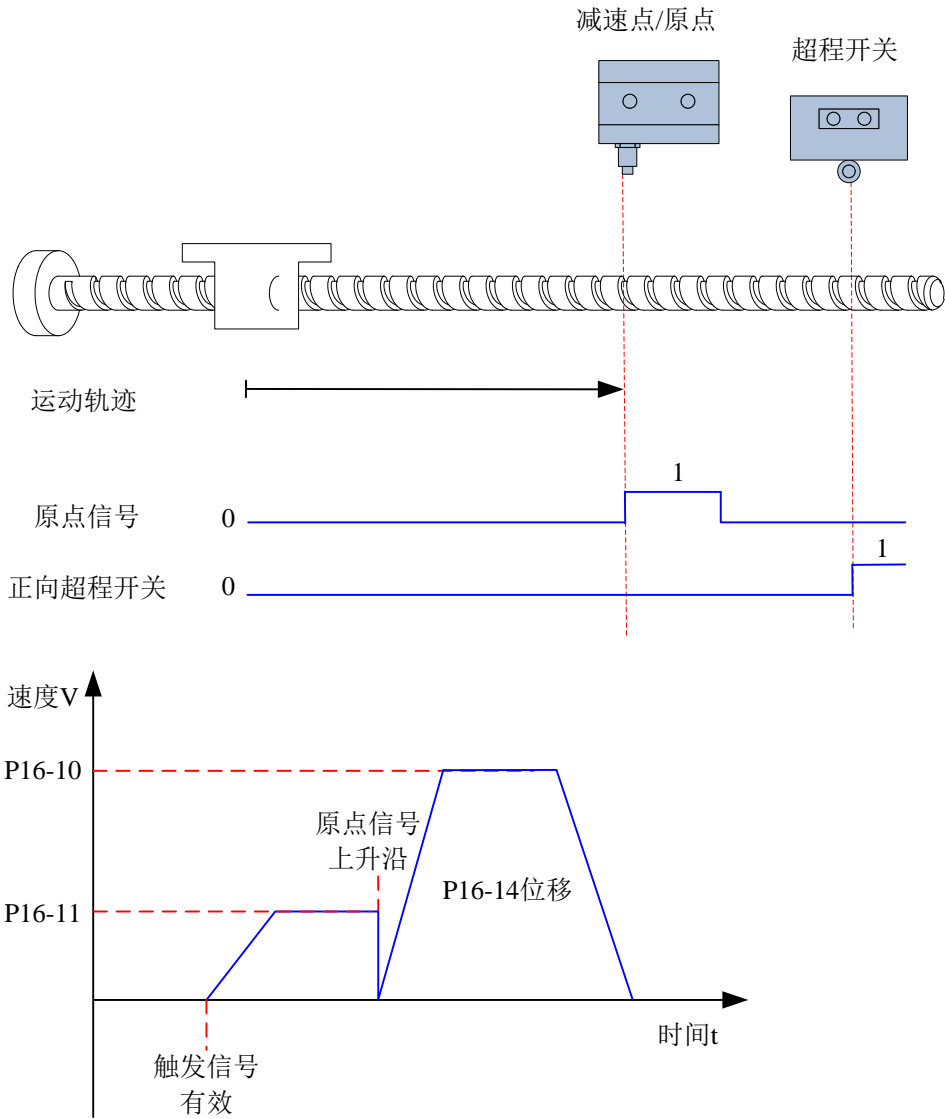 减速点/原点
超程开关
运动轨迹
1
原点信号
0
1
正向超程开关
0
速度V
P16-10
原点信号
上升沿
P16-14位移
P16-11
时间t
触发信号
有效